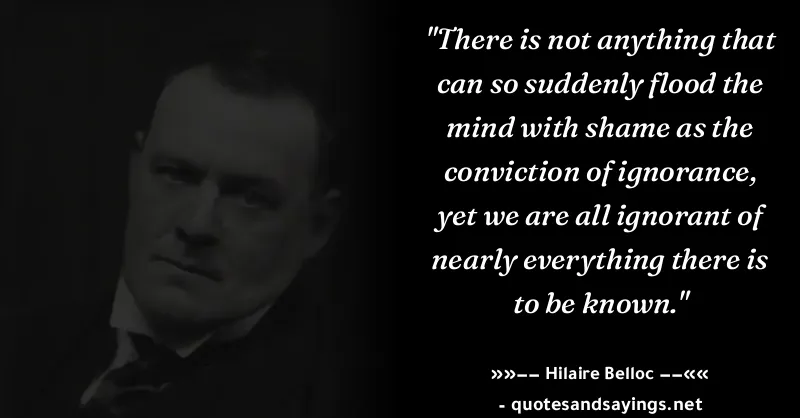 "There is not anything that
can so suddenly flood the
mind with shame as the
conviction of ignorance,
yet we are all ignorant of
nearly everything there is
to be known."
»»–– Hilaire Belloc ––««
- quotesandsayings.net